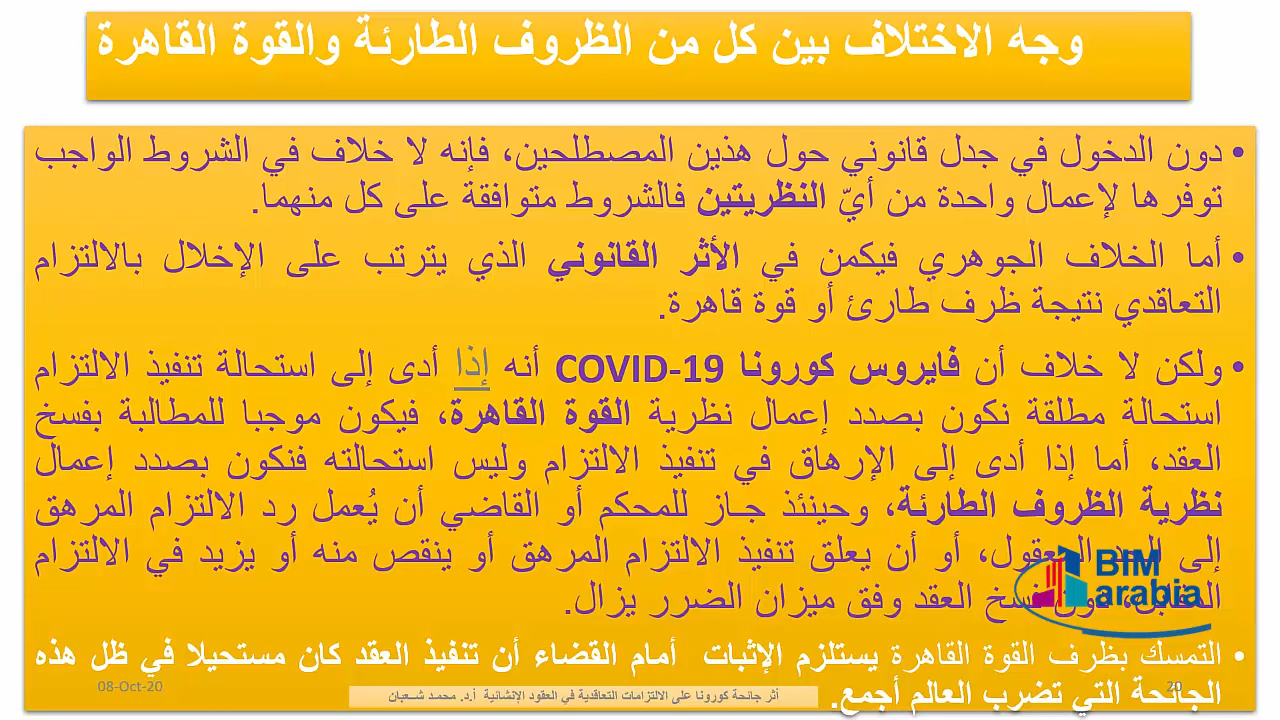 وجه الاختلاف بين كل من الظروف الطارئة والقوة القاهرة
• دون الدخول في جدل قانوني حول هذين المصطلحين، فإنه لا خلاف في الشروط الواجب
توفرها لإعمال واحدة من أيّ النظريتين فالشروط متوافقة على كل منهما.
• أما الخلاف الجوهري فيكمن في الأثر القانوني الذي يترتب على الإخلال بالالتزام
التعاقدي نتيجة ظرف طارئ أو قوة قاهرة.
• ولكن لا خلاف أن فايروس كورونا COVID-19 أنه إذا أدى إلى استحالة تنفيذ الالتزام
استحالة مطلقة نكون بصدد إعمال نظرية القوة القاهرة، فيكون موجبا للمطالبة بفسخ
العقد، أما إذا أدى إلى الإرهاق في تنفيذ الالتزام وليس استحالته فنكون بصدد إعمال
نظرية الظروف الطارئة، وحينئذ جاز للمحكم أو القاضي أن يُعمل رد الالتزام المرهق
إلى الحد المعقول، أو أن يعلق تنفيذ الالتزام المرهق أو ينقص منه أو يزيد في الالتزام
المقابل، دون فسخ العقد وفق ميزان الضرر يزال.
• التمسك بظرف القوة القاهرة يستلزم الإثبات أمام القضاء أن تنفيذ العقد كان مستحيلا في ظل هذه
الجائحة التي تضرب العالم أجمع.
BIM
arabia
08-Oct-20
أثر جائحة كورونا على الالتزامات التعاقدية في العقود الإنشائية أ.د. محمد شعبان
20